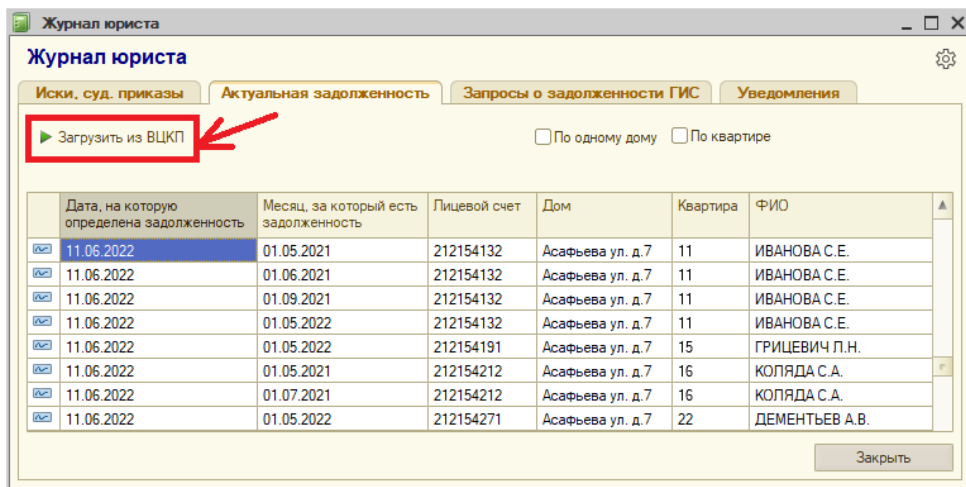 Журнал юриста
Журнал юриста
Иски, суд. приказы Актуальная задолженность Запросы о задолженности ГИС Уведомления
Загрузить из ВЦКП По одному дому По квартире
Дата, на которую Месяц, за который есть Лицевой счет Дом Квартира ФИО
определена задолженность задолженность
11.06.2022 01.05.2021 212154132 Асафьева ул. д.7 11 ИВАНОВА С.Е.
11.06.2022 01.06.2021 212154132 Асафьева ул. д.7 11 ИВАНОВА С.Е.
11.06.2022 01.09.2021 212154132 Асафьева ул. д.7 11 ИВАНОВА С.Е.
11.06.2022 01.05.2022 212154132 Асафьева ул. д.7 11 ИВАНОВА С.Е.
11.06.2022 01.05.2022 212154191 Асафьева ул. д.7 15 ГРИЦЕВИЧ Л.Н.
11.06.2022 01.05.2021 212154212 Асафьева ул. д.7 16 КОЛЯДА С.А.
11.06.2022 01.07.2021 212154212 Асафьева ул. д.7 16 КОЛЯДА С.А.
11.06.2022 01.05.2022 212154271 Асафьева ул. д.7 22 ДЕМЕНТЬЕВ А.В.
Закрыть